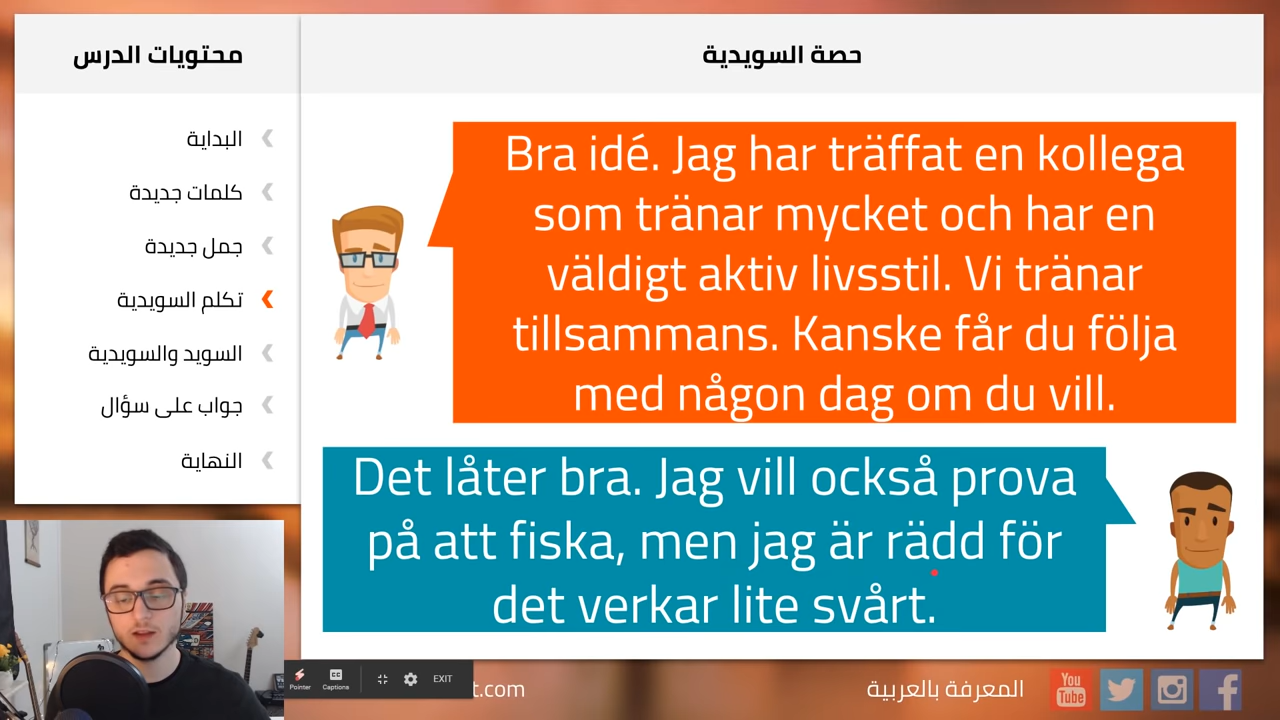 محتويات الدرس
حصة السويدية
البداية
كلمات جديدة
جمل جديدة
تكلم السويدية
السويد والسويدية
جواب على سؤال
النهاية
Bra idé. Jag har träffat en kollega
som tränar mycket och har en
väldigt aktiv livsstil. Vi tränar
tillsammans. Kanske får du följa
med någon dag om du vill.
Det låter bra. Jag vill också prova
på att fiska, men jag är rädd för
det verkar lite svårt.
Pointer
CC
Captions
EXIT
t.com
المعرفة بالعربية
You
Tube